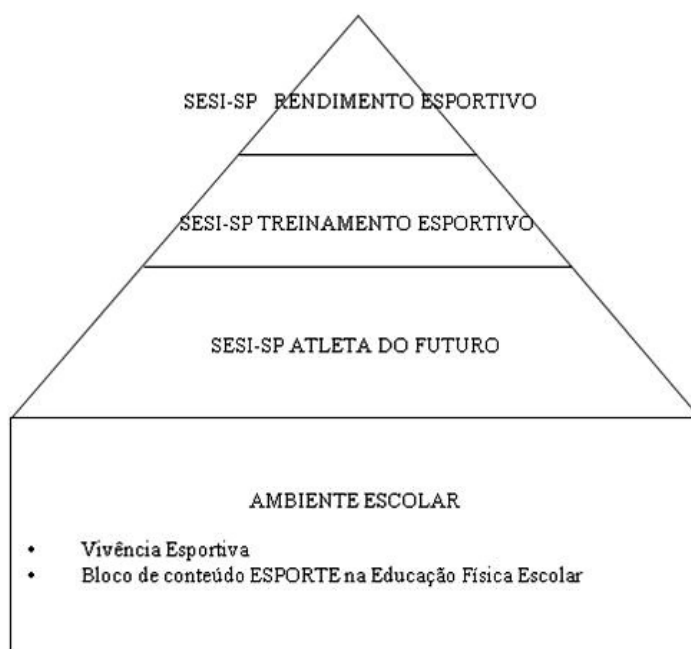 SESI-SP RENDIMENTO ESPORTIVO
SESI-SP TREINAMENTO ESPORTIVO
SESI-SP ATLETA DO FUTURO
AMBIENTE ESCOLAR
• Vivência Esportiva
• Bloco de conteúdo ESPORTE na Educação Física Escolar